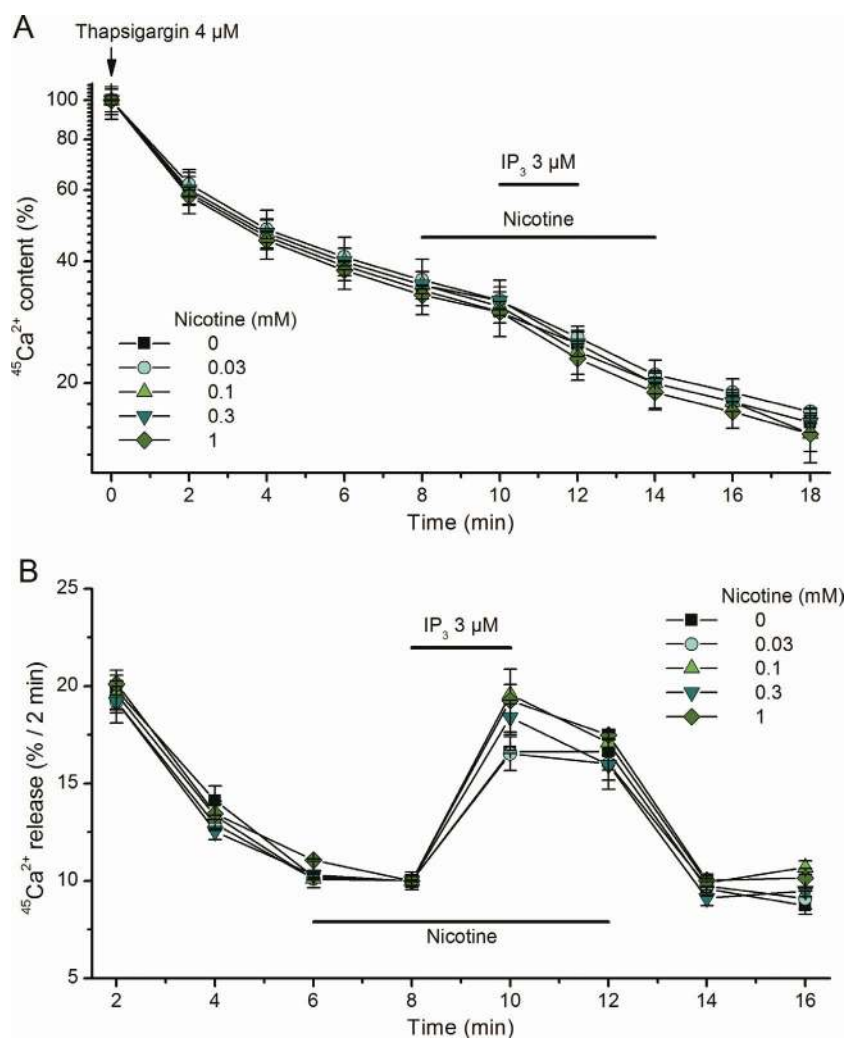 A
Thapsigargin 4 µM
100
80
60
40
20
⁴⁵Ca²⁺ content (%)
IP₃ 3 µM
Nicotine
Nicotine (mM)
0
0.03
0.1
0.3
1
0 2 4 6 8 10 12 14 16 18
Time (min)
B
25
20
15
10
5
⁴⁵Ca²⁺ release (% / 2 min)
IP₃ 3 µM
Nicotine (mM)
0
0.03
0.1
0.3
1
Nicotine
2 4 6 8 10 12 14 16
Time (min)